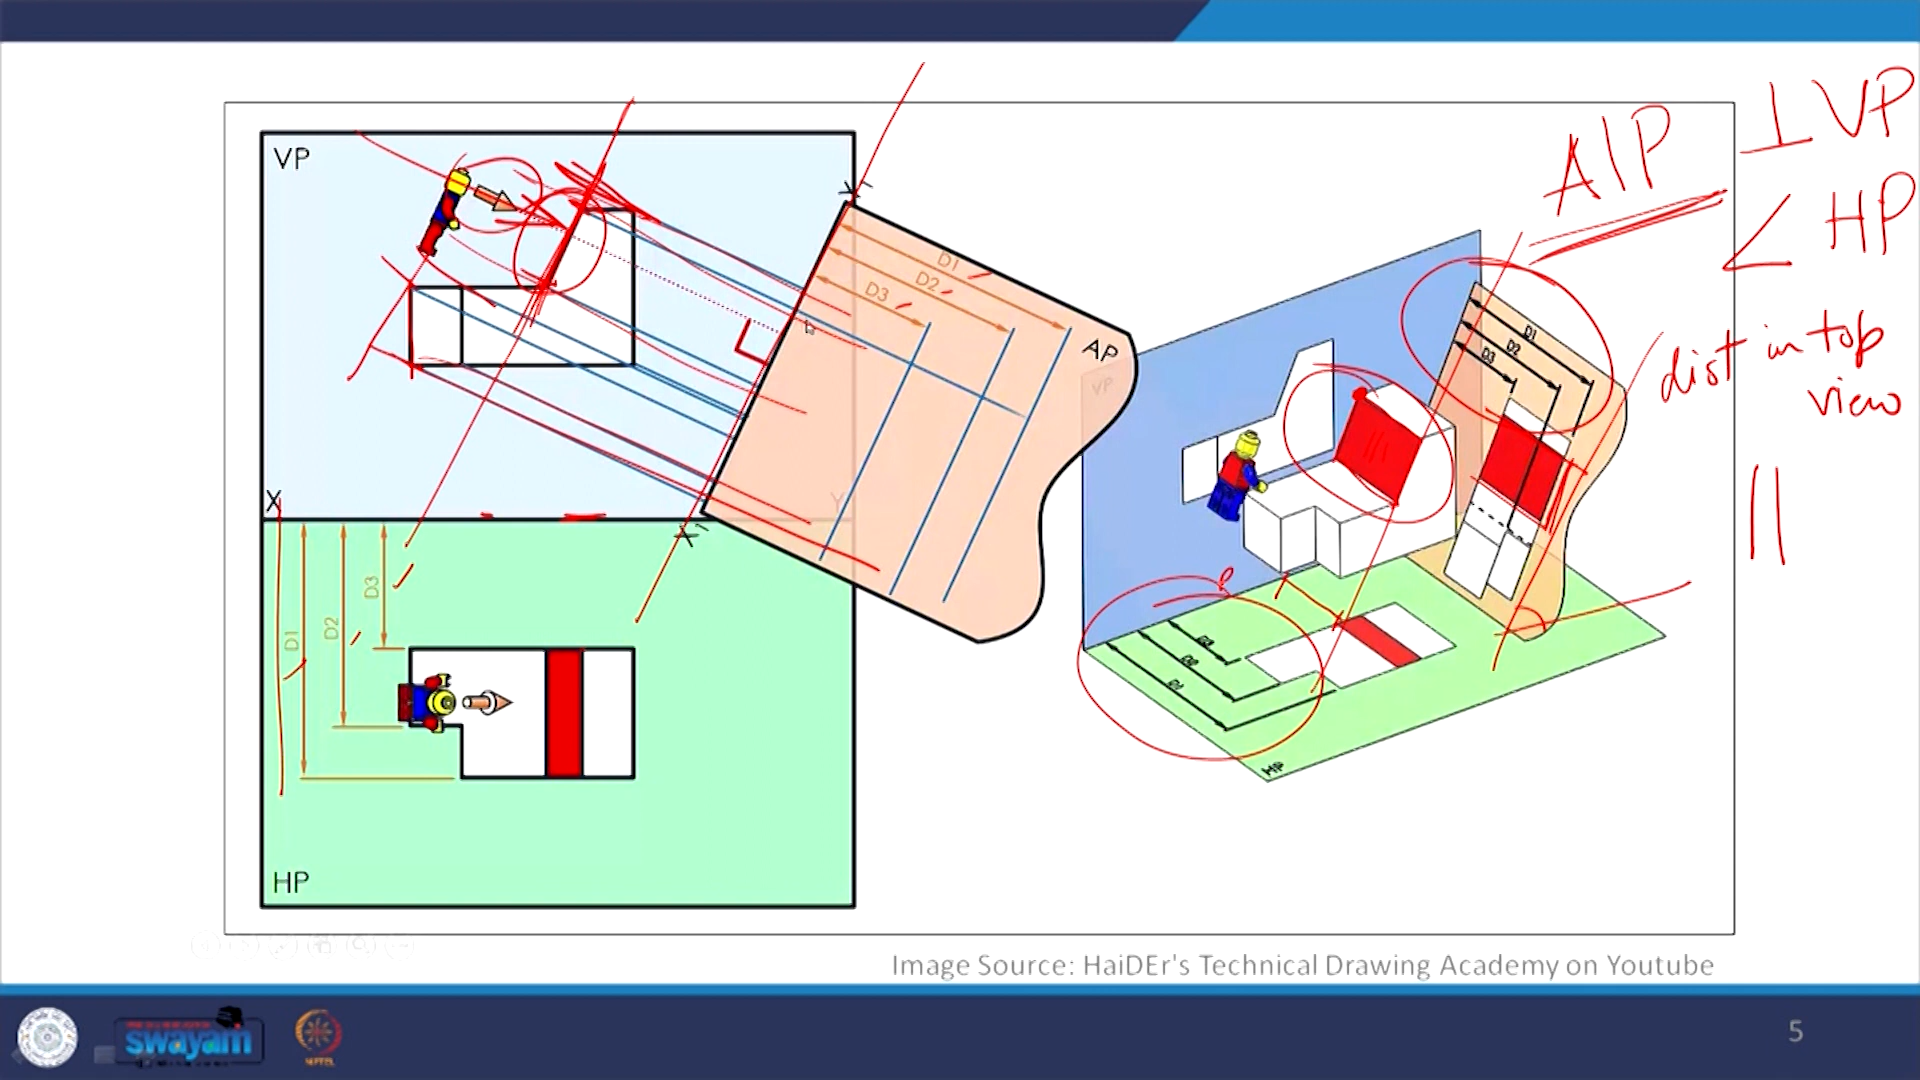 VP
X
Y
HP
D1
D2
D3
X1
Y1
D1
D2
D3
AP
VP
D1
D2
D3
D3
D2
D1
HP
AIP
⊥ VP
< HP
dist in top
view
||
Image Source: HaiDEr's Technical Drawing Academy on Youtube
swayam
5